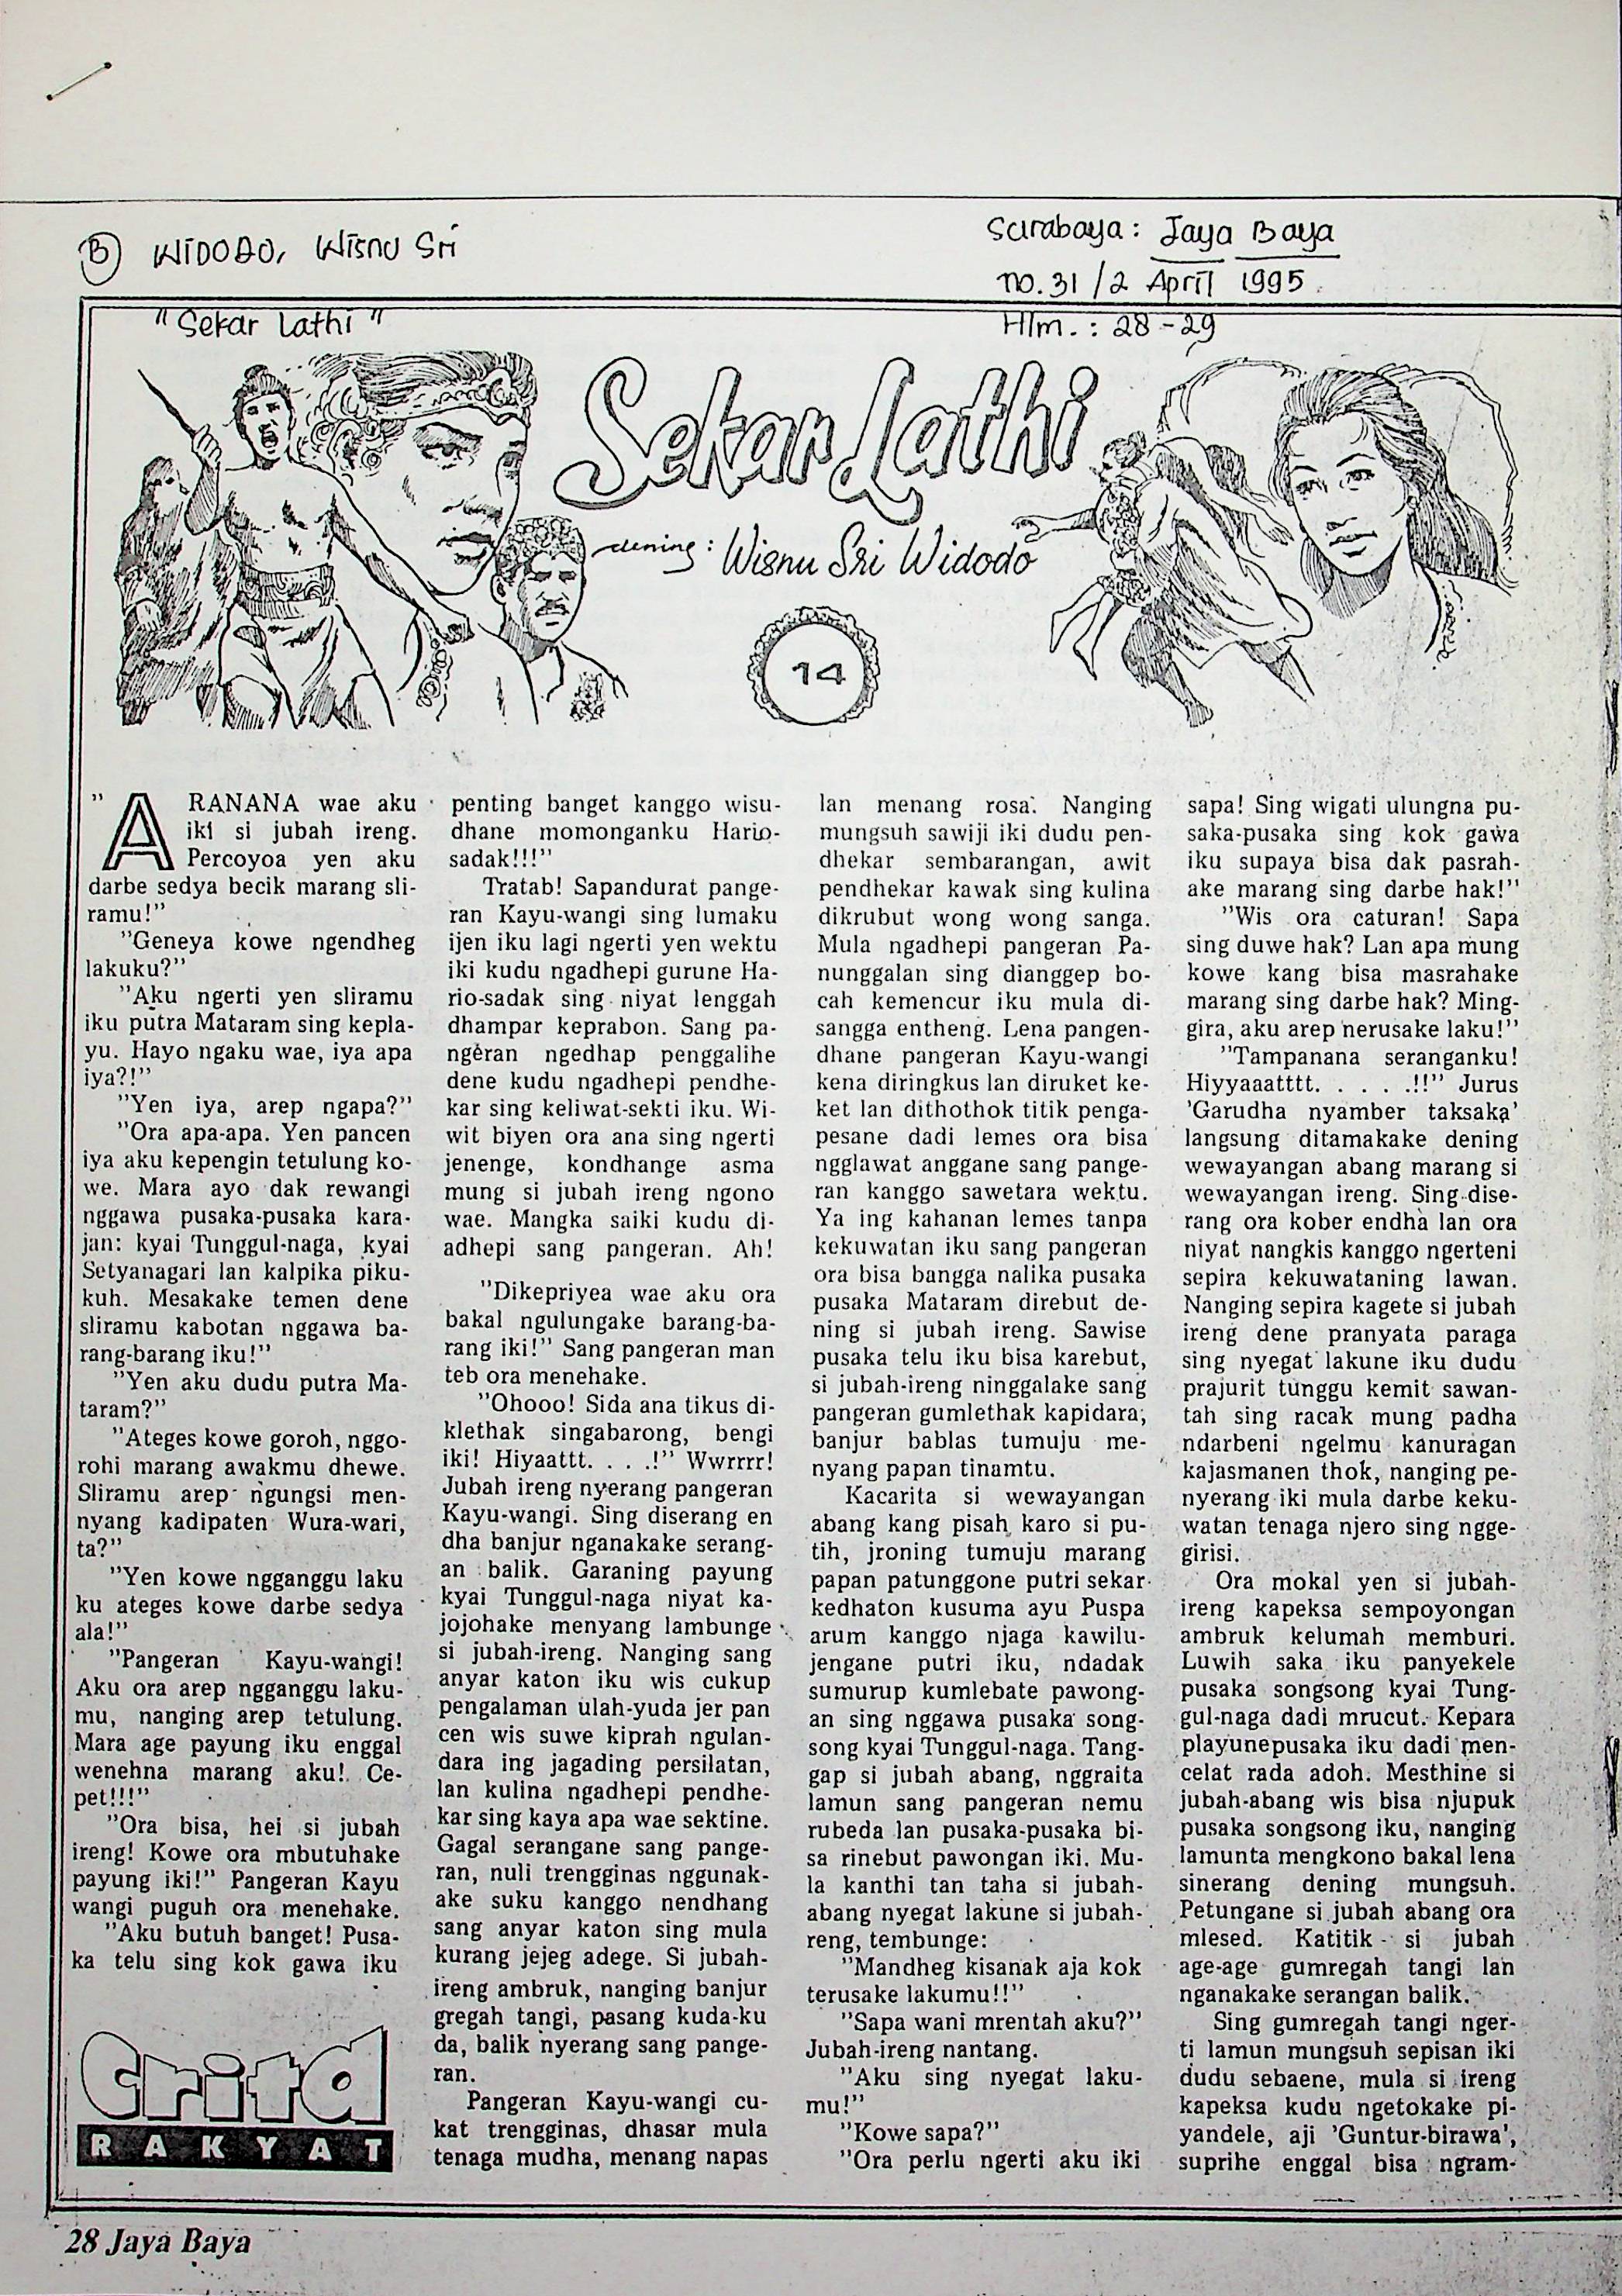 B WIDODO, Wisnu Sri
Surabaya: Jaya Baya
no.31/2 April 1995
"Sekar Lathi"
Hlm. : 28-29
Sekar Lathi
dening: Wisnu Sri Widodo
14
"ARANANA wae aku
iki si jubah ireng.
Percoyoa yen aku
darbe sedya becik marang sli-
ramu!"
"Geneya kowe ngendheg
lakuku?"
"Aku ngerti yen sliramu
iku putra Mataram sing kepla-
yu. Hayo ngaku wae, iya apa
iya?!"
"Yen iya, arep ngapa?"
"Ora apa-apa. Yen pancen
iya aku kepengin tetulung ko-
we. Mara ayo dak rewangi
nggawa pusaka-pusaka kara-
jan: kyai Tunggul-naga, kyai
Setyanagari lan kalpika piku-
kuh. Mesakake temen dene
sliramu kabotan nggawa ba-
rang-barang iku!"
"Yen aku dudu putra Ma-
taram?"
"Ateges kowe goroh, nggo-
rohi marang awakmu dhewe.
Sliramu arep ngungsi men-
nyang kadipaten Wura-wari,
ta?"
"Yen kowe ngganggu laku
ku ateges kowe darbe sedya
ala!"
"Pangeran Kayu-wangi!
Aku ora arep ngganggu laku-
mu, nanging arep tetulung.
Mara age payung iku enggal
wenehna marang aku! Ce-
pet!!!"
"Ora bisa, hei si jubah
ireng! Kowe ora mbutuhake
payung iki!" Pangeran Kayu
wangi puguh ora menehake.
"Aku butuh banget! Pusa-
ka telu sing kok gawa iku
Crita
RAKYAT
penting banget kanggo wisu-
dhane momonganku Hario-
sadak!!!"
Tratab! Sapandurat pange-
ran Kayu-wangi sing lumaku
ijen iku lagi ngerti yen wektu
iki kudu ngadhepi gurune Ha-
rio-sadak sing niyat lenggah
dhampar keprabon. Sang pa-
ngeran ngedhap penggalihe
dene kudu ngadhepi pendhe-
kar sing keliwat-sekti iku. Wi-
wit biyen ora ana sing ngerti
jenenge, kondhange asma
mung si jubah ireng ngono
wae. Mangka saiki kudu di-
adhepi sang pangeran. Ah!
"Dikepriyea wae aku ora
bakal ngulungake barang-ba-
rang iki!" Sang pangeran man
teb ora menehake.
"Ohooo! Sida ana tikus di-
klethak singabarong, bengi
iki! Hiyaattt. . . .!" Wwrrrr!
Jubah ireng nyerang pangeran
Kayu-wangi. Sing diserang en
dha banjur nganakake serang-
an balik. Garaning payung
kyai Tunggul-naga niyat ka-
jojohake menyang lambunge
si jubah-ireng. Nanging sang
anyar katon iku wis cukup
pengalaman ulah-yuda jer pan
cen wis suwe kiprah ngulan-
dara ing jagading persilatan,
lan kulina ngadhepi pendhe-
kar sing kaya apa wae sektine.
Gagal serangane sang pange-
ran, nuli trengginas nggunak-
ake suku kanggo nendhang
sang anyar katon sing mula
kurang jejeg adege. Si jubah-
ireng ambruk, nanging banjur
gregah tangi, pasang kuda-ku
da, balik nyerang sang pange-
ran.
Pangeran Kayu-wangi cu-
kat trengginas, dhasar mula
tenaga mudha, menang napas
lan menang rosa. Nanging
mungsuh sawiji iki dudu pen-
dhekar sembarangan, awit
pendhekar kawak sing kulina
dikrubut wong wong sanga.
Mula ngadhepi pangeran Pa-
nunggalan sing dianggep bo-
cah kemencur iku mula di-
sangga entheng. Lena pangen-
dhane pangeran Kayu-wangi
kena diringkus lan diruket ke-
ket lan dithothok titik penga-
pesane dadi lemes ora bisa
ngglawat anggane sang pange-
ran kanggo sawetara wektu.
Ya ing kahanan lemes tanpa
kekuwatan iku sang pangeran
ora bisa bangga nalika pusaka
pusaka Mataram direbut de-
ning si jubah ireng. Sawise
pusaka telu iku bisa karebut,
si jubah-ireng ninggalake sang
pangeran gumlethak kapidara,
banjur bablas tumuju me-
nyang papan tinamtu.
Kacarita si wewayangan
abang kang pisah karo si pu-
tih, jroning tumuju marang
papan patunggone putri sekar
kedhaton kusuma ayu Puspa
arum kanggo njaga kawilu-
jengane putri iku, ndadak
sumurup kumlebate pawong-
an sing nggawa pusaka song-
song kyai Tunggul-naga. Tang-
gap si jubah abang, nggraita
lamun sang pangeran nemu
rubeda lan pusaka-pusaka bi-
sa rinebut pawongan iki. Mu-
la kanthi tan taha si jubah-
abang nyegat lakune si jubah-
reng, tembunge:
"Mandheg kisanak aja kok
terusake lakumu!!"
"Sapa wani mrentah aku?"
Jubah-ireng nantang.
"Aku sing nyegat laku-
mu!"
"Kowe sapa?"
"Ora perlu ngerti aku iki
sapa! Sing wigati ulungna pu-
saka-pusaka sing kok gawa
iku supaya bisa dak pasrah-
ake marang sing darbe hak!"
"Wis ora caturan! Sapa
sing duwe hak? Lan apa mung
kowe kang bisa masrahake
marang sing darbe hak? Ming-
gira, aku arep nerusake laku!"
"Tampanana seranganku!
Hiyyaaatttt. . . . .!!" Jurus
'Garudha nyamber taksaka'
langsung ditamakake dening
wewayangan abang marang si
wewayangan ireng. Sing dise-
rang ora kober endha lan ora
niyat nangkis kanggo ngerteni
sepira kekuwataning lawan.
Nanging sepira kagete si jubah
ireng dene pranyata paraga
sing nyegat lakune iku dudu
prajurit tunggu kemit sawan-
tah sing racak mung padha
ndarbeni ngelmu kanuragan
kajasmanen thok, nanging pe-
nyerang iki mula darbe keku-
watan tenaga njero sing ngge-
girisi.
Ora mokal yen si jubah-
ireng kapeksa sempoyongan
ambruk kelumah memburi.
Luwih saka iku panyekele
pusaka songsong kyai Tung-
gul-naga dadi mrucut. Kepara
playunepusaka iku dadi men-
celat rada adoh. Mesthine si
jubah-abang wis bisa njupuk
pusaka songsong iku, nanging
lamunta mengkono bakal lena
sinerang dening mungsuh.
Petungane si jubah abang ora
mlesed. Katitik si jubah
age-age gumregah tangi lan
nganakake serangan balik.
Sing gumregah tangi nger-
ti lamun mungsuh sepisan iki
dudu sebaene, mula si ireng
kapeksa kudu ngetokake pi-
yandele, aji 'Guntur-birawa',
suprihe enggal bisa ngram-
28 Jaya Baya